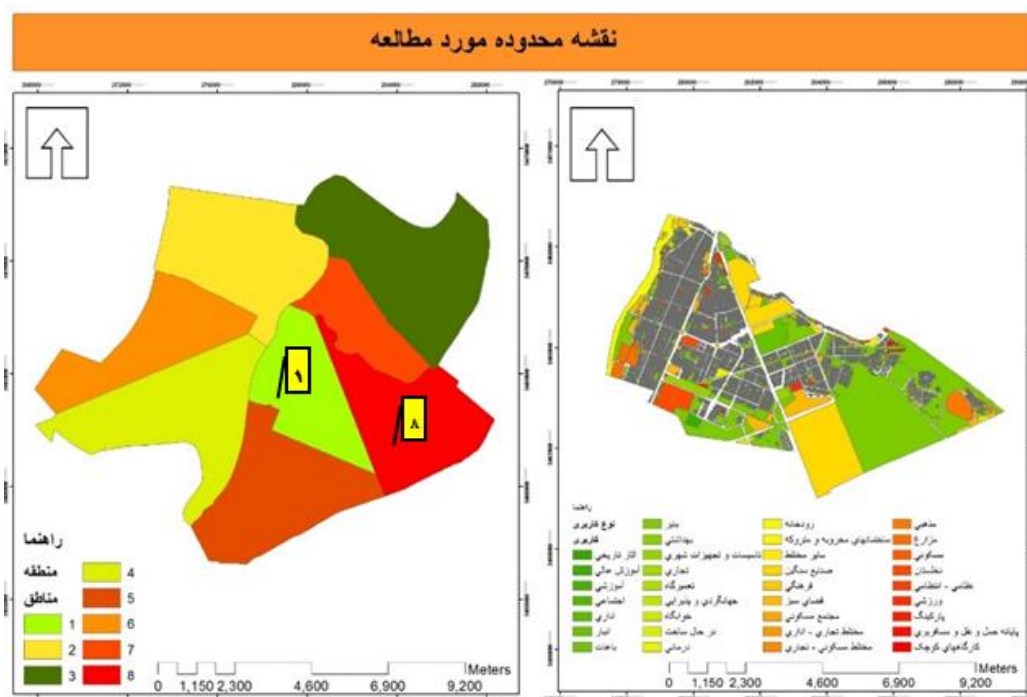 نقشه محدوده مورد مطالعه
۱
۸
راهنما
منطقه
مناطق
1
2
3
4
5
6
7
8
Meters
0 1,150 2,300 4,600 6,900 9,200
راهنما
نوع کاربری
کاربری
آثار تاریخی
آموزش عالی
آموزشی
اجتماعی
اداری
انبار
باغات
بایر
بهداشتی
تاسیسات و تجهیزات شهری
تجاری
تعمیرگاه
جهانگردی و پذیرایی
خوابگاه
در حال ساخت
درمانی
رودخانه
ساختمانهای مخروبه و متروکه
سایر مختلط
صنایع سنگین
فرهنگی
فضای سبز
مجتمع مسکونی
مختلط تجاری - اداری
مختلط مسکونی - تجاری
مذهبی
مزارع
مسکونی
نخلستان
نظامی - انتظامی
ورزشی
پارکینگ
پایانه حمل و نقل و مسافربری
کارگاههای کوچک
Meters
0 1,150 2,300 4,600 6,900 9,200